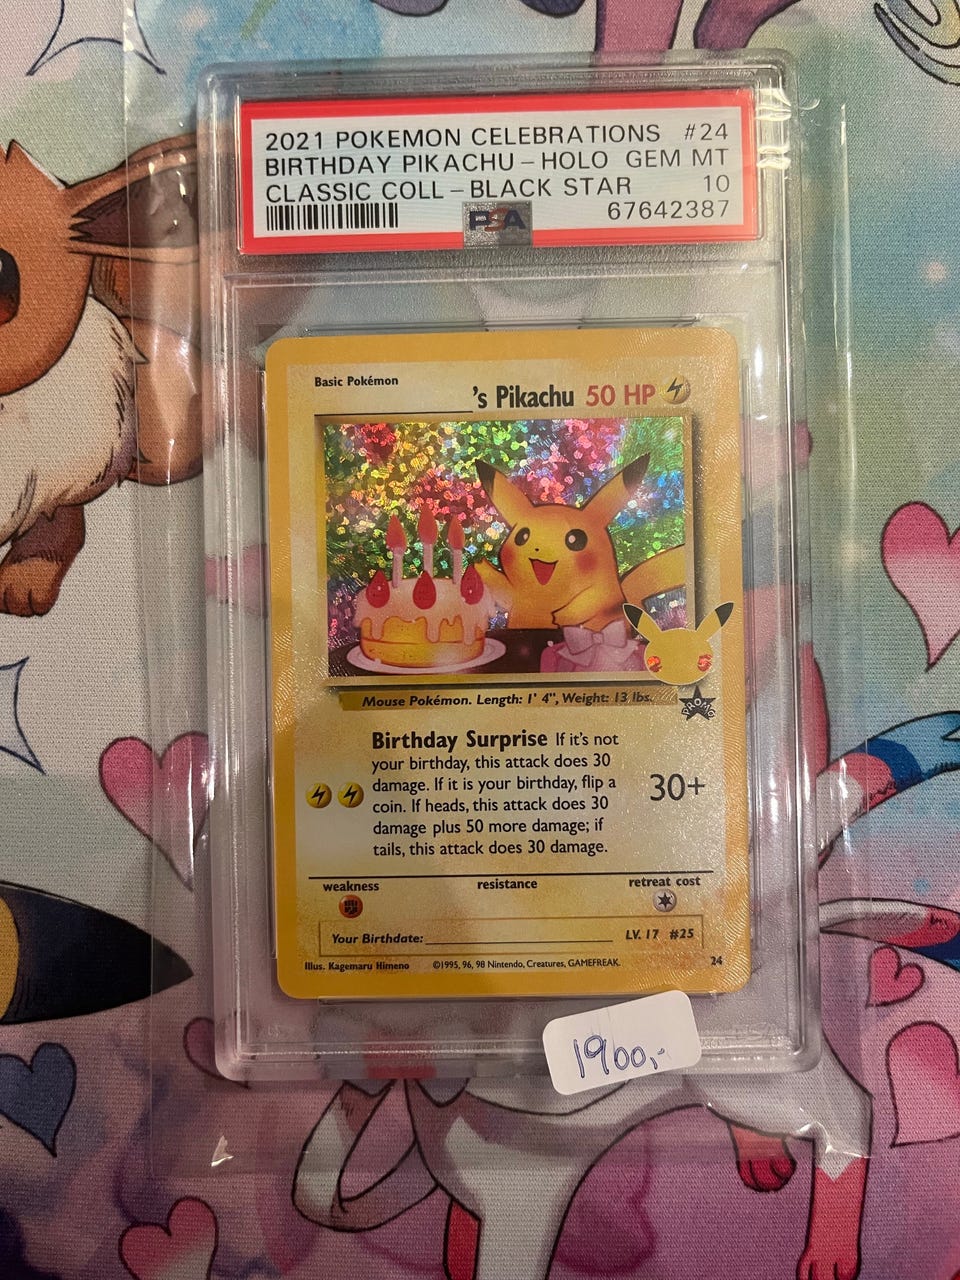 2021 POKEMON CELEBRATIONS #24
BIRTHDAY PIKACHU - HOLO GEM MT
CLASSIC COLL - BLACK STAR 10
PSA 67642387
Basic Pokémon
________'s Pikachu 50 HP
PROMO
Mouse Pokémon. Length: 1' 4", Weight: 13 lbs.
Birthday Surprise If it's not
your birthday, this attack does 30
damage. If it is your birthday, flip a
coin. If heads, this attack does 30
damage plus 50 more damage; if
tails, this attack does 30 damage.
30+
weakness resistance retreat cost
Your Birthdate:________ LV. 17 #25
Illus. Kagemaru Himeno ©1995, 96, 98 Nintendo, Creatures, GAMEFREAK. 24
1900,-